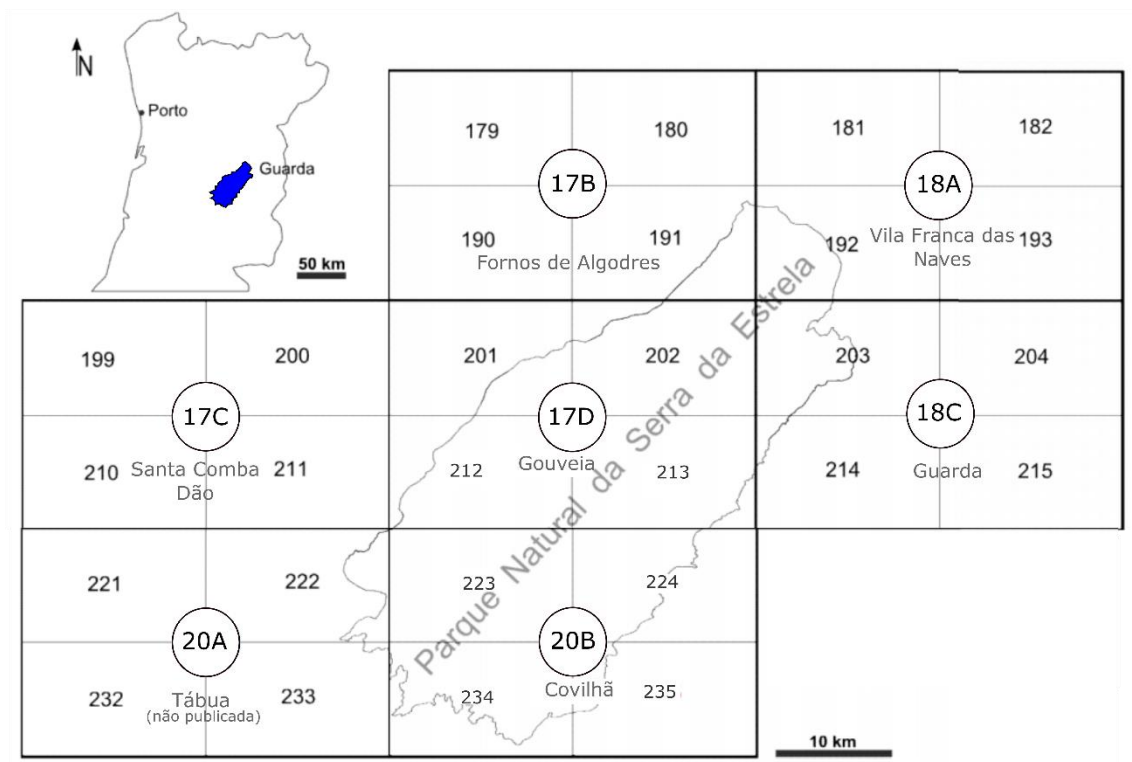 N
Porto
Guarda
50 km
179
180
181
182
17B
18A
190
191
192
193
Fornos de Algodres
Vila Franca das
Naves
199
200
201
202
203
204
17C
17D
18C
210
211
212
213
214
215
Santa Comba
Dão
Gouveia
Guarda
Parque Natural da Serra da Estrela
221
222
223
224
20A
20B
232
233
234
235
Tábua
(não publicada)
Covilhã
10 km